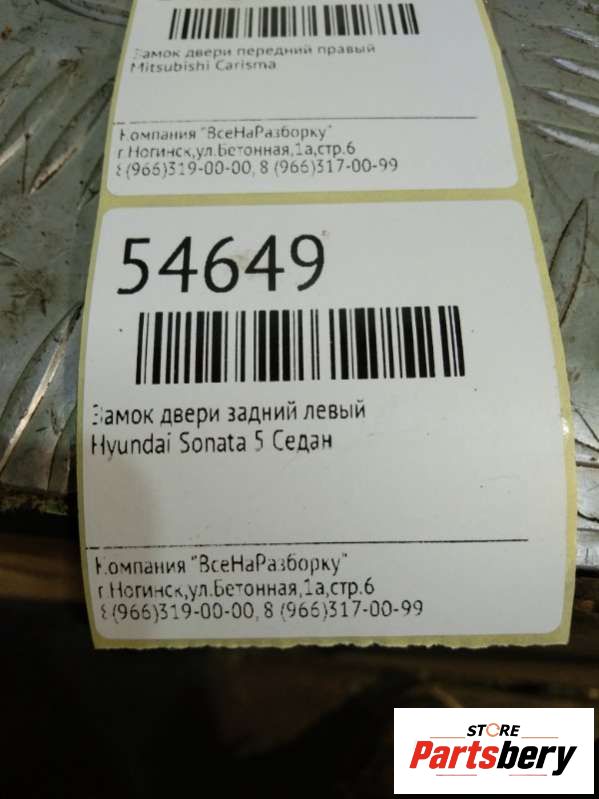 Замок двери передний правый
Mitsubishi Carisma
Компания "ВсеНаРазборку"
г.Ногинск,ул.Бетонная,1а,стр.6
8(966)319-00-00, 8 (966)317-00-99
54649
Замок двери задний левый
Hyundai Sonata 5 Седан
Компания "ВсеНаРазборку"
г.Ногинск,ул.Бетонная,1а,стр.6
8(966)319-00-00, 8 (966)317-00-99
STORE
Partsbery